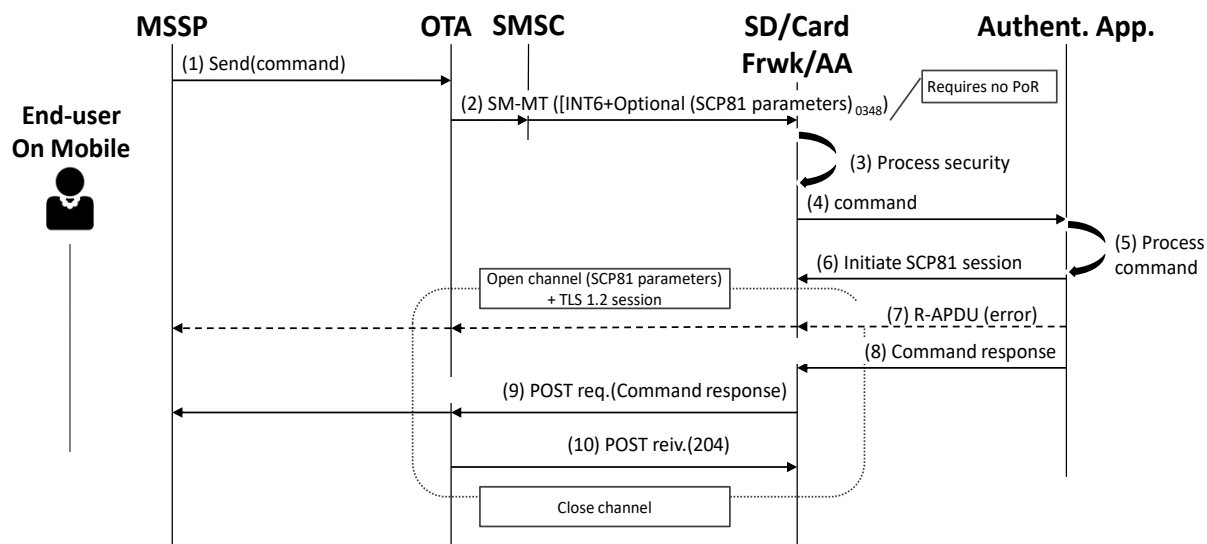 MSSP
OTA
SMSC
SD/Card
Frwk/AA
Authent. App.
(1) Send(command)
Requires no PoR
(2) SM-MT ([INT6+Optional (SCP81 parameters)0348)
End-user
On Mobile
(3) Process security
(4) command
(5) Process
command
(6) Initiate SCP81 session
Open channel (SCP81 parameters)
+ TLS 1.2 session
(7) R-APDU (error)
(8) Command response
(9) POST req.(Command response)
(10) POST reiv.(204)
Close channel